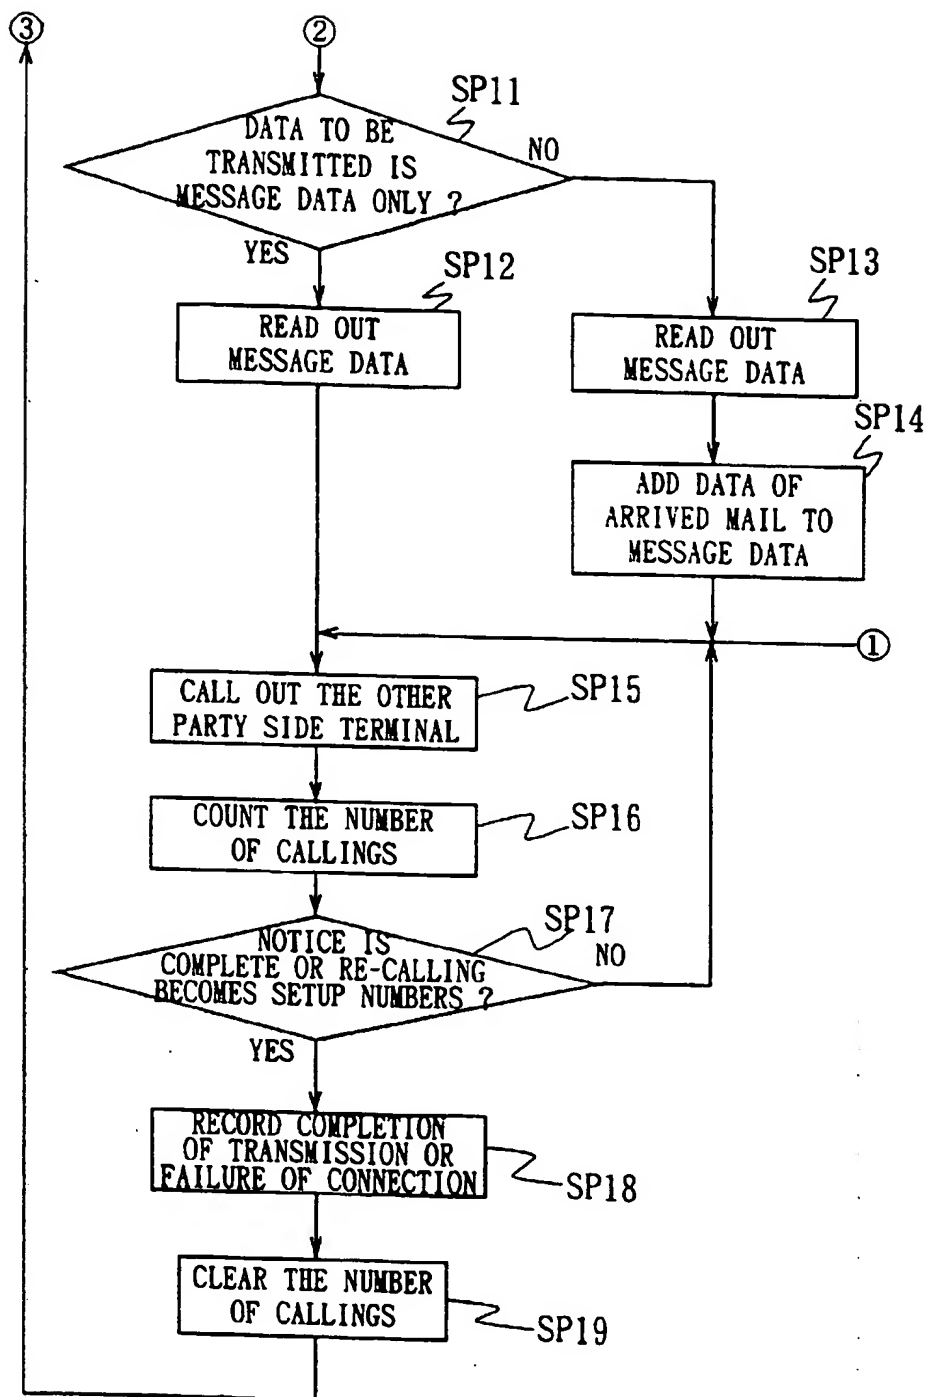 ③
②
SP11
DATA TO BE
TRANSMITTED IS
MESSAGE DATA ONLY ?
NO
YES
SP12
READ OUT
MESSAGE DATA
SP13
READ OUT
MESSAGE DATA
SP14
ADD DATA OF
ARRIVED MAIL TO
MESSAGE DATA
①
CALL OUT THE OTHER
PARTY SIDE TERMINAL
SP15
COUNT THE NUMBER
OF CALLINGS
SP16
SP17
NOTICE IS
COMPLETE OR RE-CALLING
BECOMES SETUP NUMBERS ?
NO
YES
RECORD COMPLETION
OF TRANSMISSION OR
FAILURE OF CONNECTION
SP18
CLEAR THE NUMBER
OF CALLINGS
SP19